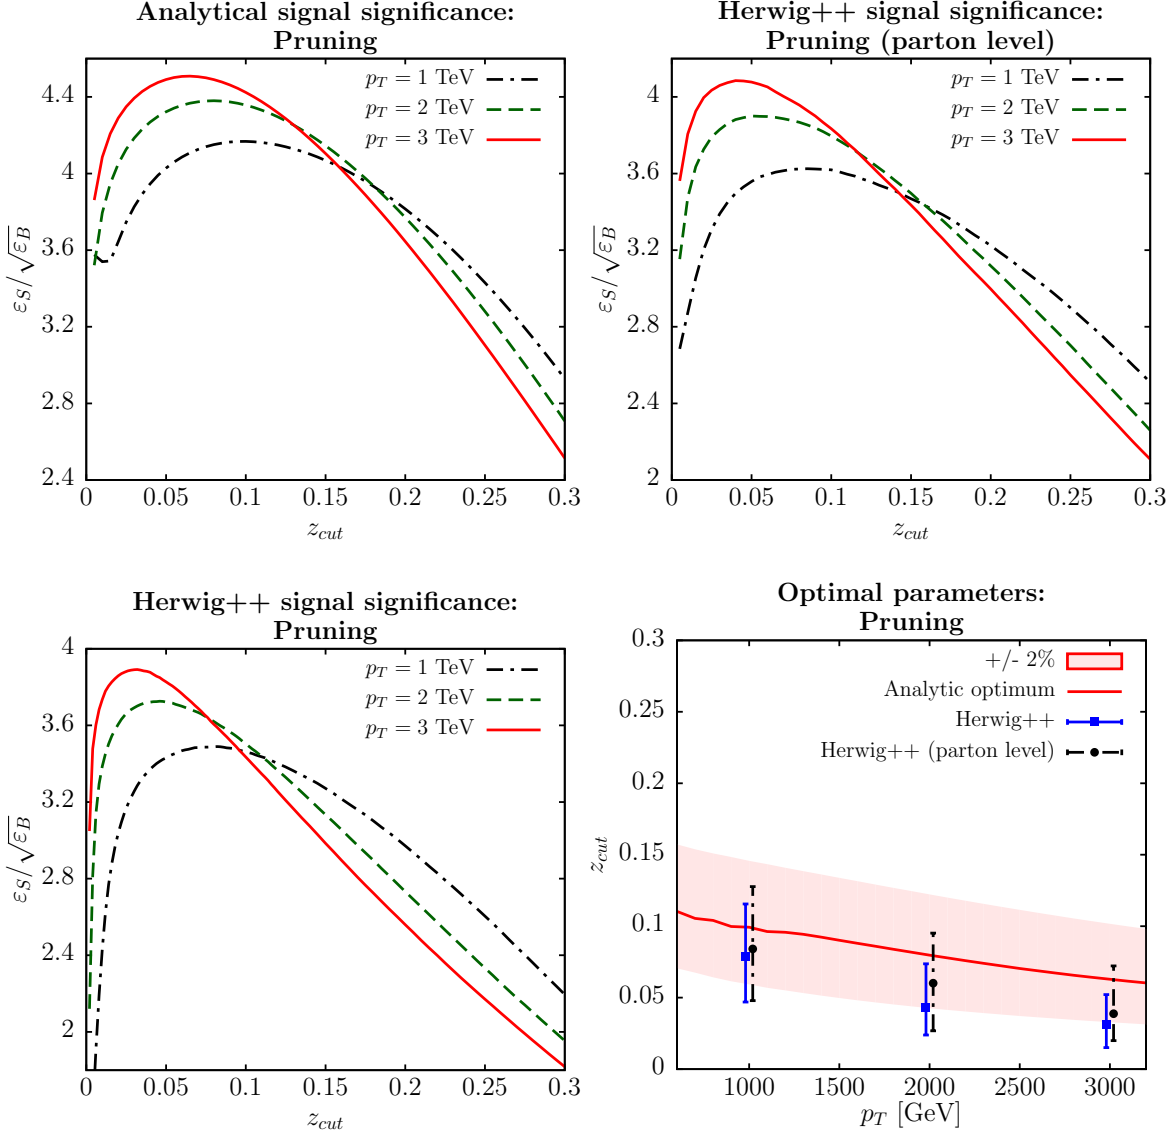 Analytical signal significance:
Pruning
p_T = 1 TeV
p_T = 2 TeV
p_T = 3 TeV
4.4
4
3.6
3.2
2.8
2.4
ε_S/√ε_B
0 0.05 0.1 0.15 0.2 0.25 0.3
z_cut
Herwig++ signal significance:
Pruning (parton level)
p_T = 1 TeV
p_T = 2 TeV
p_T = 3 TeV
4
3.6
3.2
2.8
2.4
2
ε_S/√ε_B
0 0.05 0.1 0.15 0.2 0.25 0.3
z_cut
Herwig++ signal significance:
Pruning
p_T = 1 TeV
p_T = 2 TeV
p_T = 3 TeV
4
3.6
3.2
2.8
2.4
2
ε_S/√ε_B
0 0.05 0.1 0.15 0.2 0.25 0.3
z_cut
Optimal parameters:
Pruning
+/- 2%
Analytic optimum
Herwig++
Herwig++ (parton level)
0.3
0.25
0.2
0.15
0.1
0.05
0
z_cut
1000 1500 2000 2500 3000
p_T [GeV]